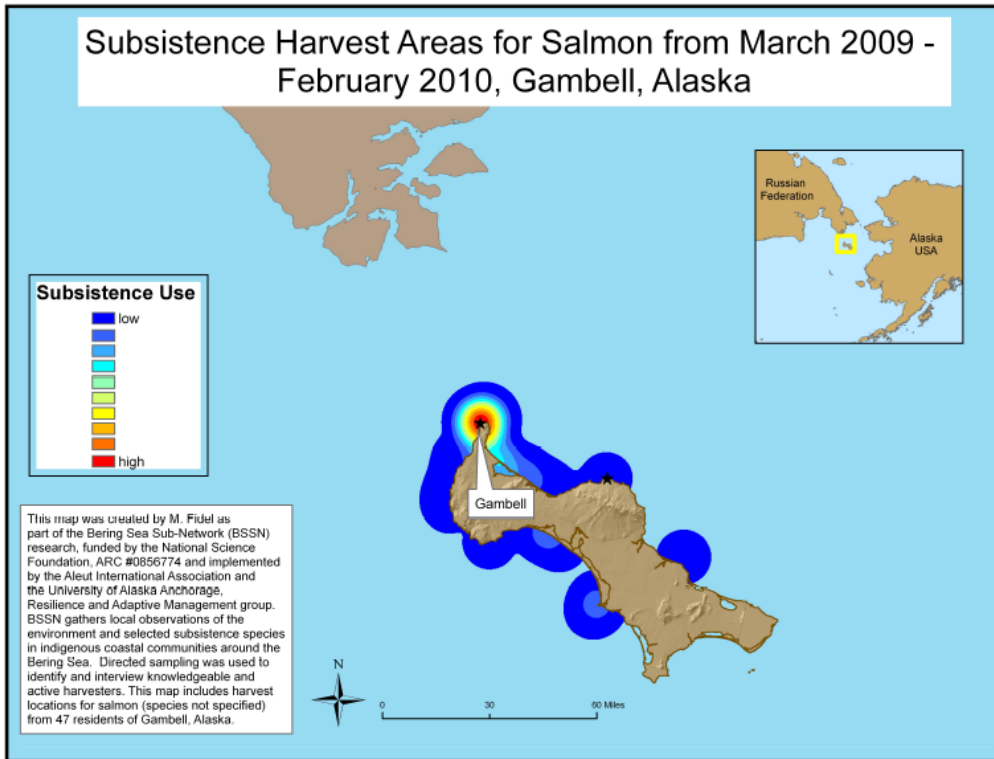 Subsistence Harvest Areas for Salmon from March 2009 -
February 2010, Gambell, Alaska
Russian
Federation
Alaska
USA
Subsistence Use
low
high
Gambell
This map was created by M. Fidel as
part of the Bering Sea Sub-Network (BSSN)
research, funded by the National Science
Foundation, ARC #0856774 and implemented
by the Aleut International Association and
the University of Alaska Anchorage,
Resilience and Adaptive Management group.
BSSN gathers local observations of the
environment and selected subsistence species
in indigenous coastal communities around the
Bering Sea.  Directed sampling was used to
identify and interview knowledgeable and
active harvesters. This map includes harvest
locations for salmon (species not specified)
from 47 residents of Gambell, Alaska.
N
0 30 60 Miles